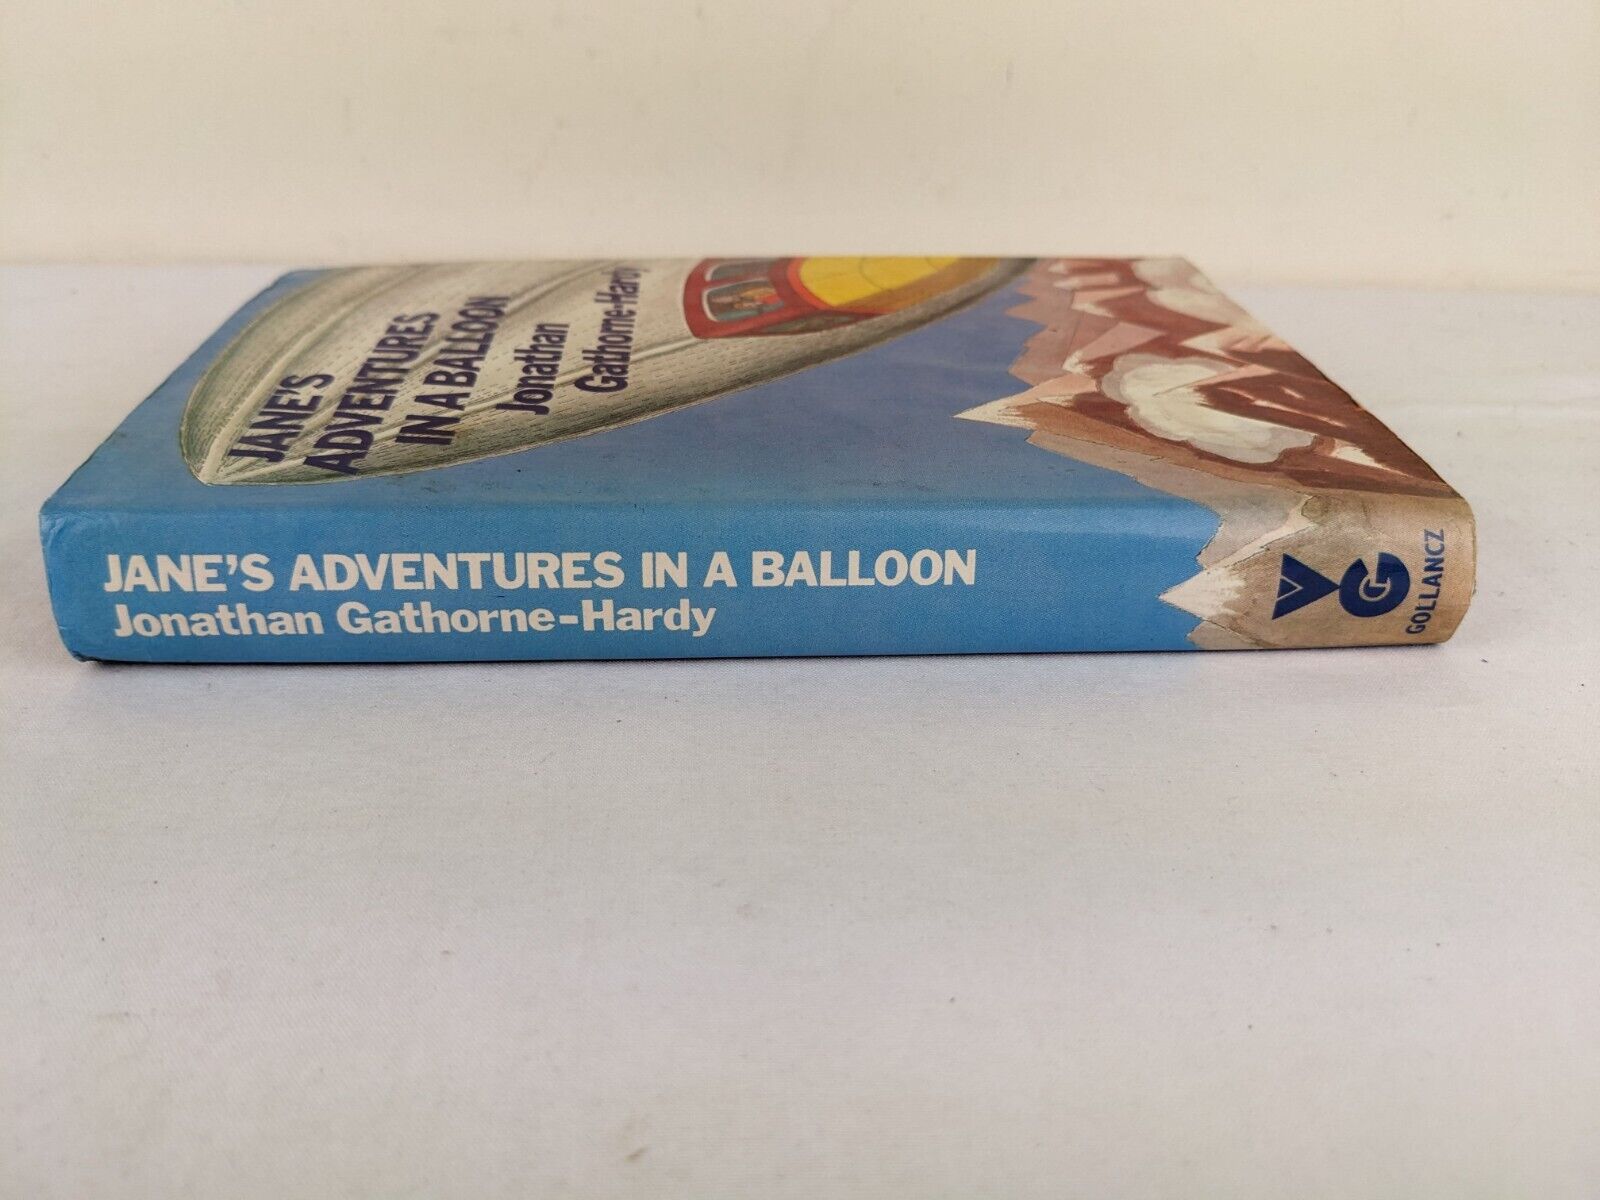 JANE'S
ADVENTURES
IN A BALLOON
Jonathan
Gathorne-Hardy
JANE'S ADVENTURES IN A BALLOON
Jonathan Gathorne-Hardy
VG
GOLLANCZ